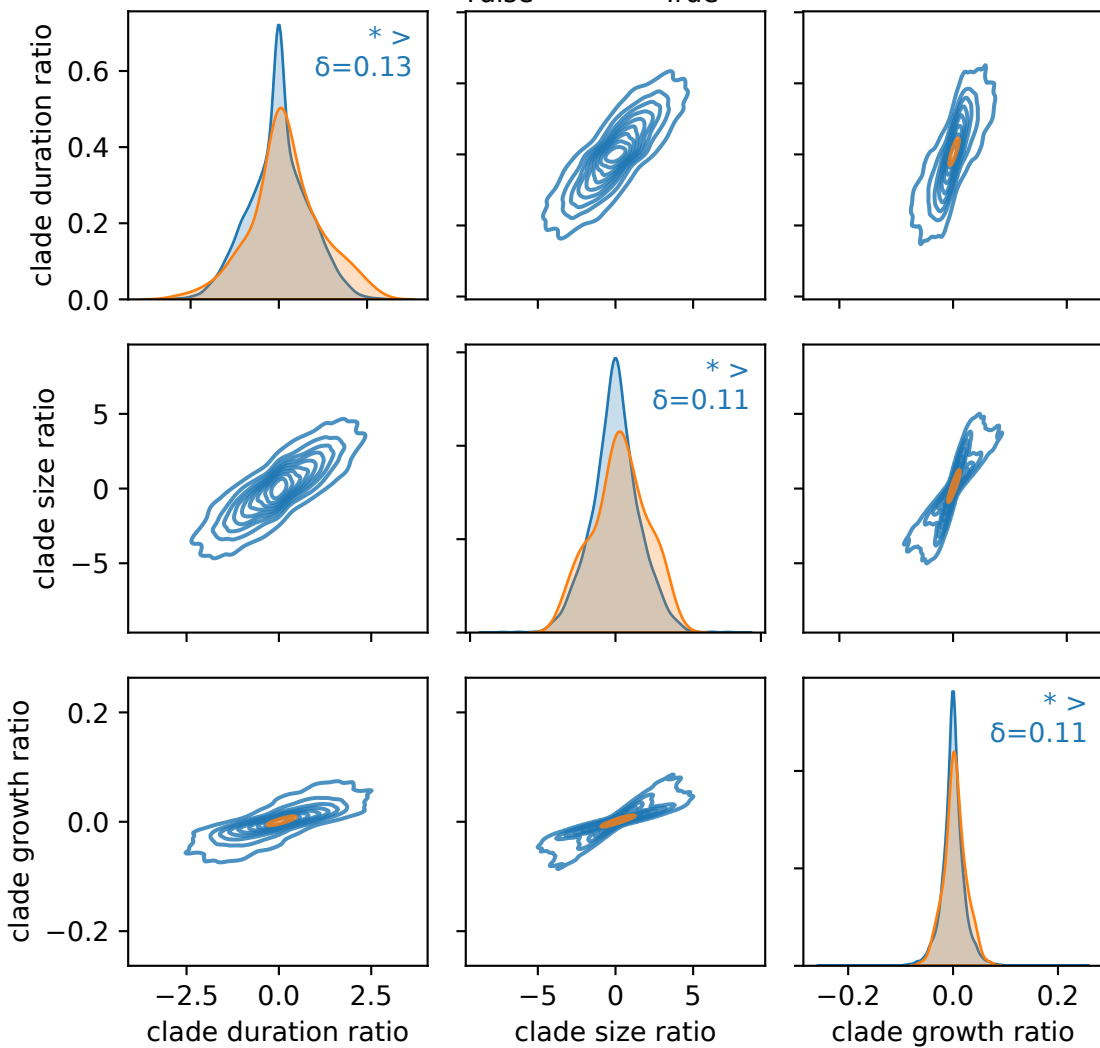 True
clade duration ratio
0.6
0.4
0.2
0.0
* >
δ=0.13
clade size ratio
5
0
−5
* >
δ=0.11
clade growth ratio
0.2
0.0
−0.2
* >
δ=0.11
−2.5
0.0
2.5
−5
0
5
−0.2
0.0
0.2
clade duration ratio
clade size ratio
clade growth ratio